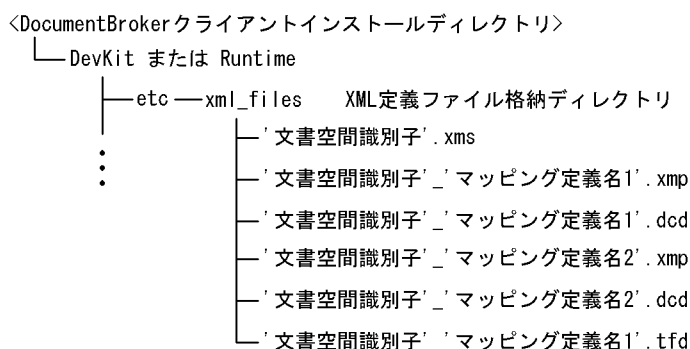 <DocumentBrokerクライアントインストールディレクトリ>
DevKit または Runtime
etc xml_files XML定義ファイル格納ディレクトリ
'文書空間識別子'.xms
'文書空間識別子'_'マッピング定義名1'.xmp
'文書空間識別子'_'マッピング定義名1'.dcd
'文書空間識別子'_'マッピング定義名2'.xmp
'文書空間識別子'_'マッピング定義名2'.dcd
'文書空間識別子' 'マッピング定義名1'.tfd